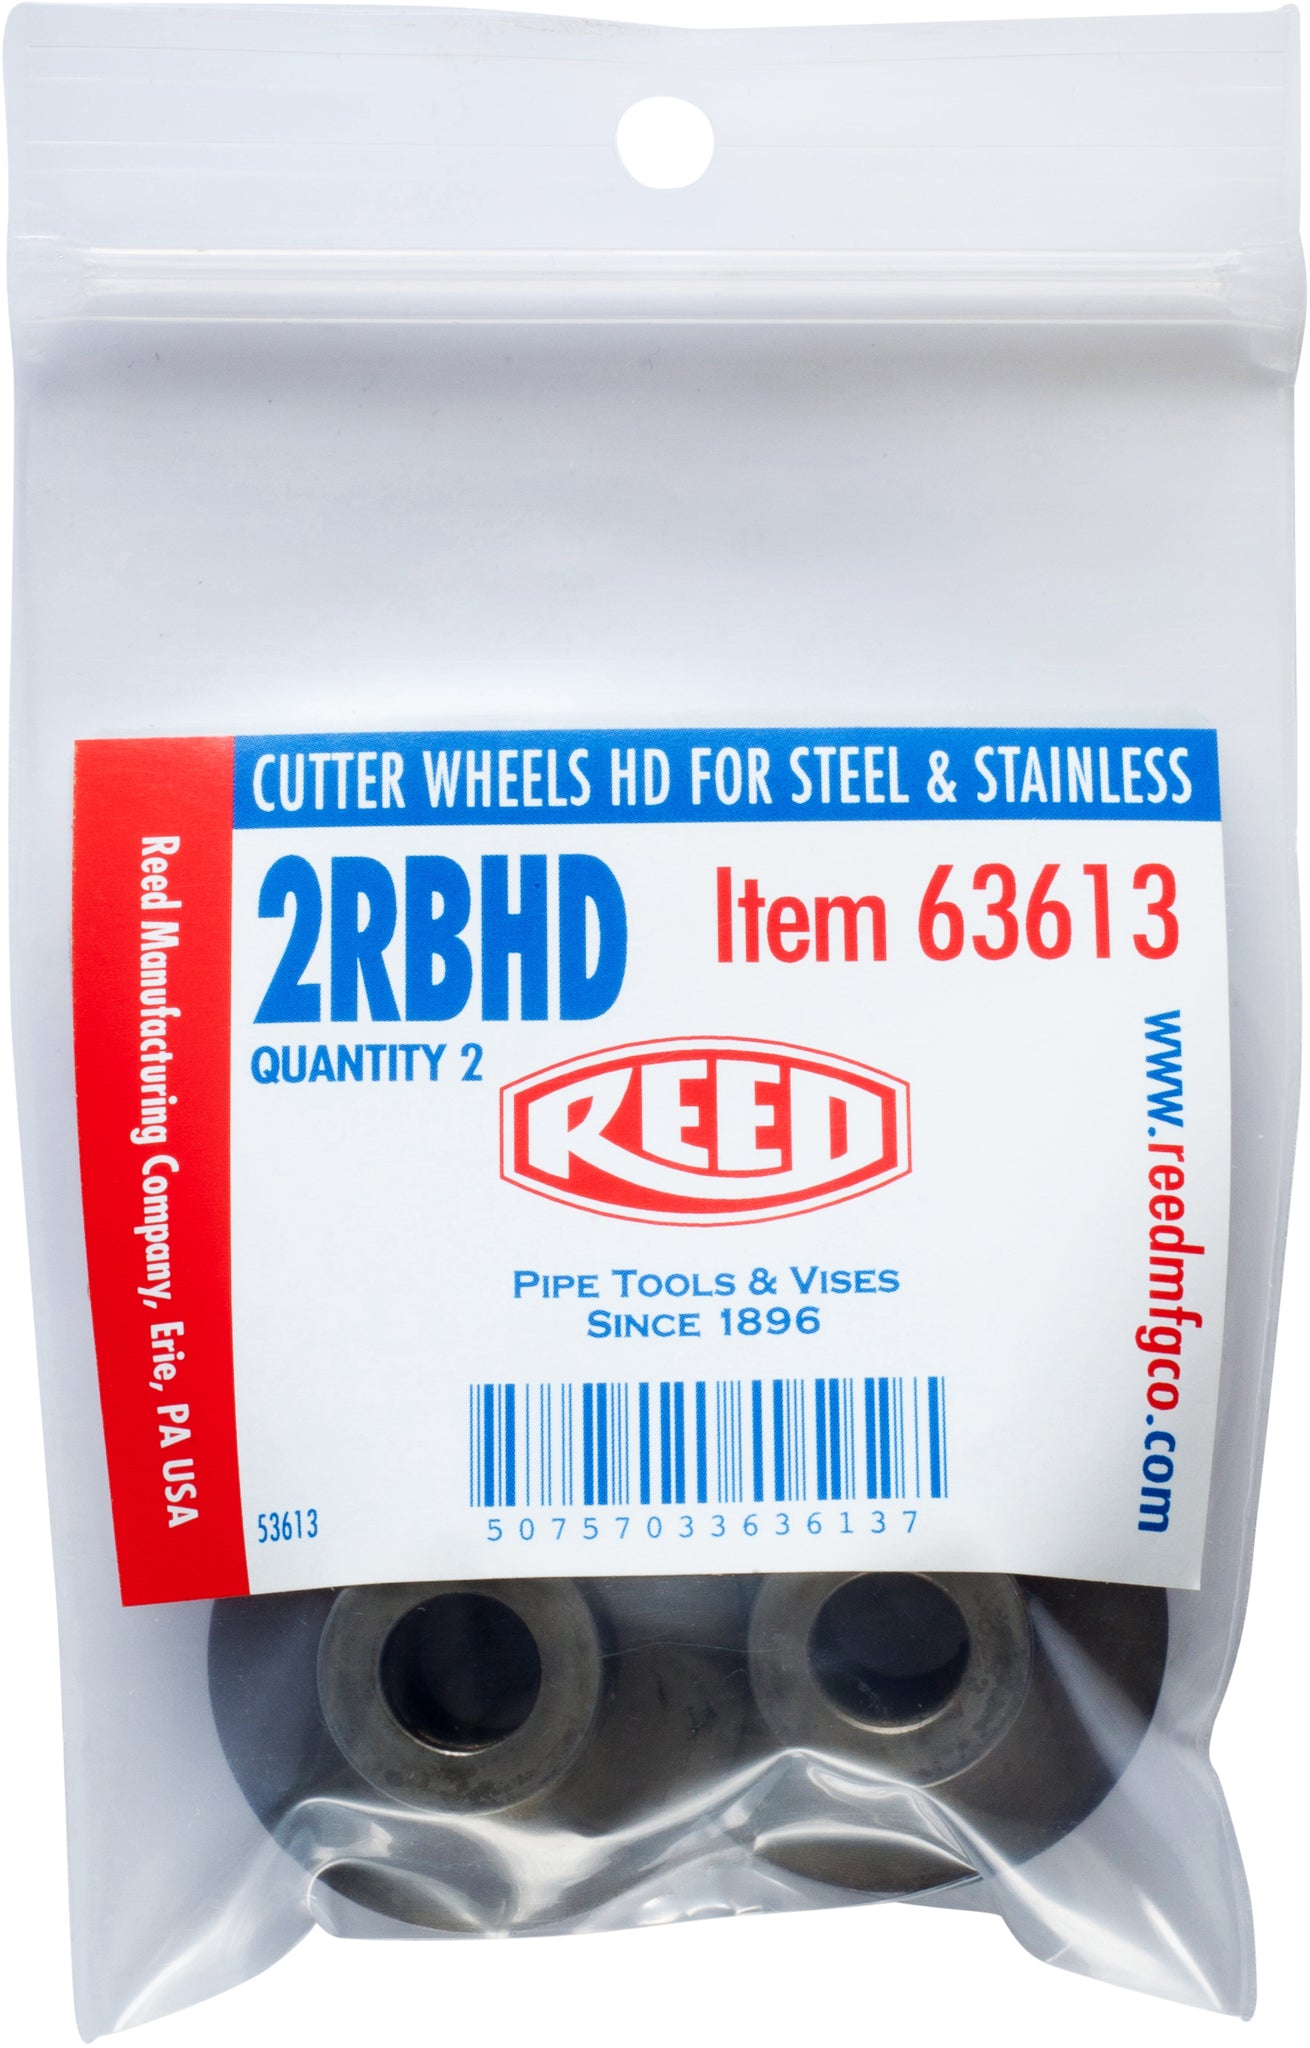 CUTTER WHEELS HD FOR STEEL & STAINLESS
2RBHD
Item 63613
QUANTITY 2
REED
PIPE TOOLS & VISES
SINCE 1896
50757033636137
53613
Reed Manufacturing Company, Erie, PA USA
www.reedmfgco.com